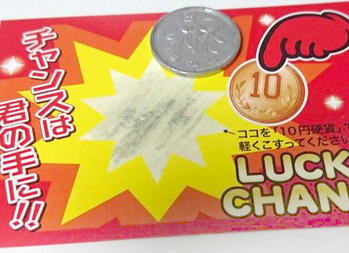 チャンスは
君の手に!!
10
←ココを「10円硬貨」で
軽くこすってください
LUCK
CHAN